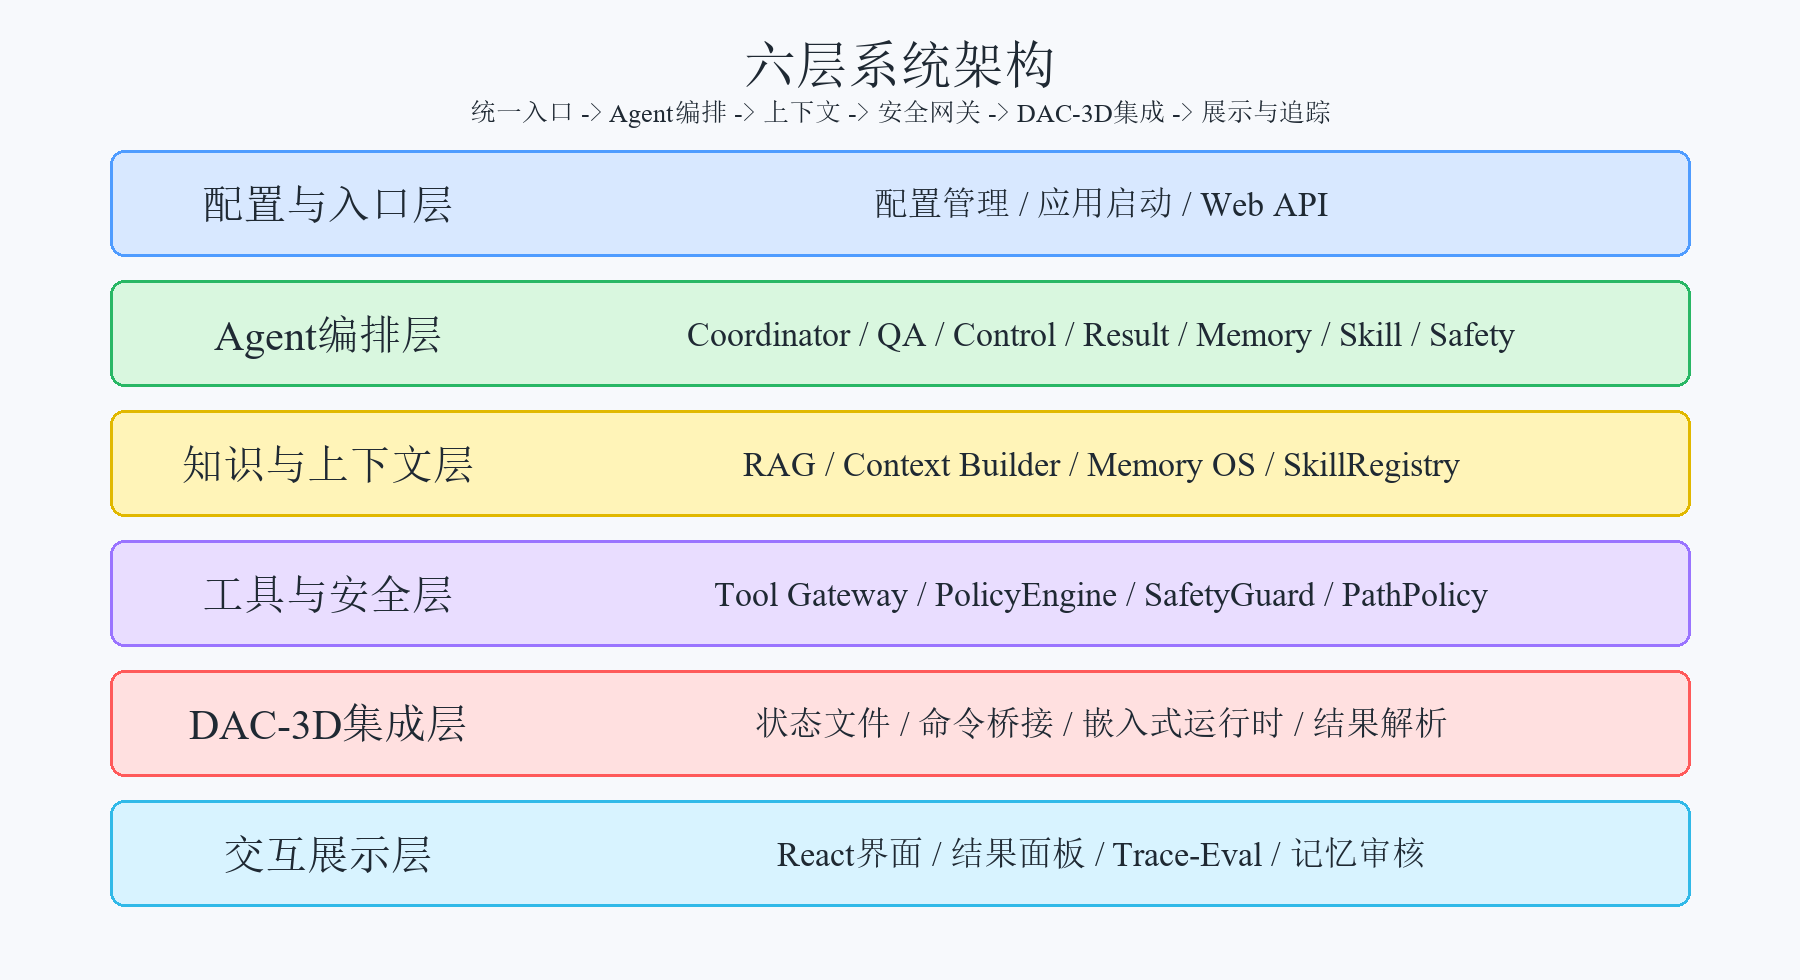 六层系统架构
统一入口 -> Agent编排 -> 上下文 -> 安全网关 -> DAC-3D集成 -> 展示与追踪
配置与入口层
配置管理 / 应用启动 / Web API
Agent编排层
Coordinator / QA / Control / Result / Memory / Skill / Safety
知识与上下文层
RAG / Context Builder / Memory OS / SkillRegistry
工具与安全层
Tool Gateway / PolicyEngine / SafetyGuard / PathPolicy
DAC-3D集成层
状态文件 / 命令桥接 / 嵌入式运行时 / 结果解析
交互展示层
React界面 / 结果面板 / Trace-Eval / 记忆审核